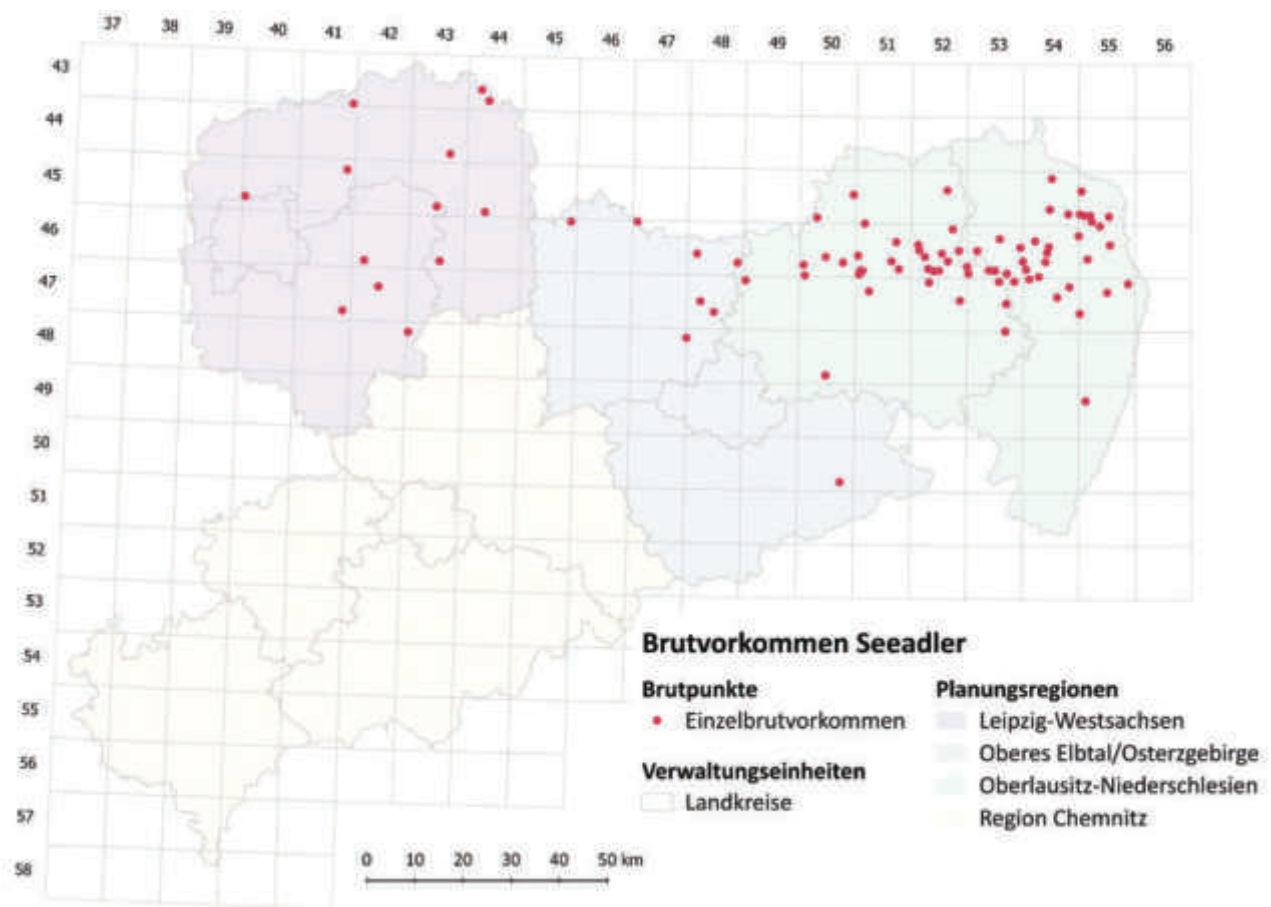 37 38 39 40 41 42 43 44 45 46 47 48 50 51 52 53 54 55 56
43
44
45
46
47
48
49
50
51
52
53
54
55
56
57
58
Brutvorkommen Seeadler
Brutpunkte
Einzelbrutvorkommen
Verwaltungseinheiten
Landkreise
Planungsregionen
Leipzig-Westsachsen
Oberes Elbtal/Osterzgebirge
Oberlausitz-Niederschlesien
Region Chemnitz
0 10 20 30 40 50 km